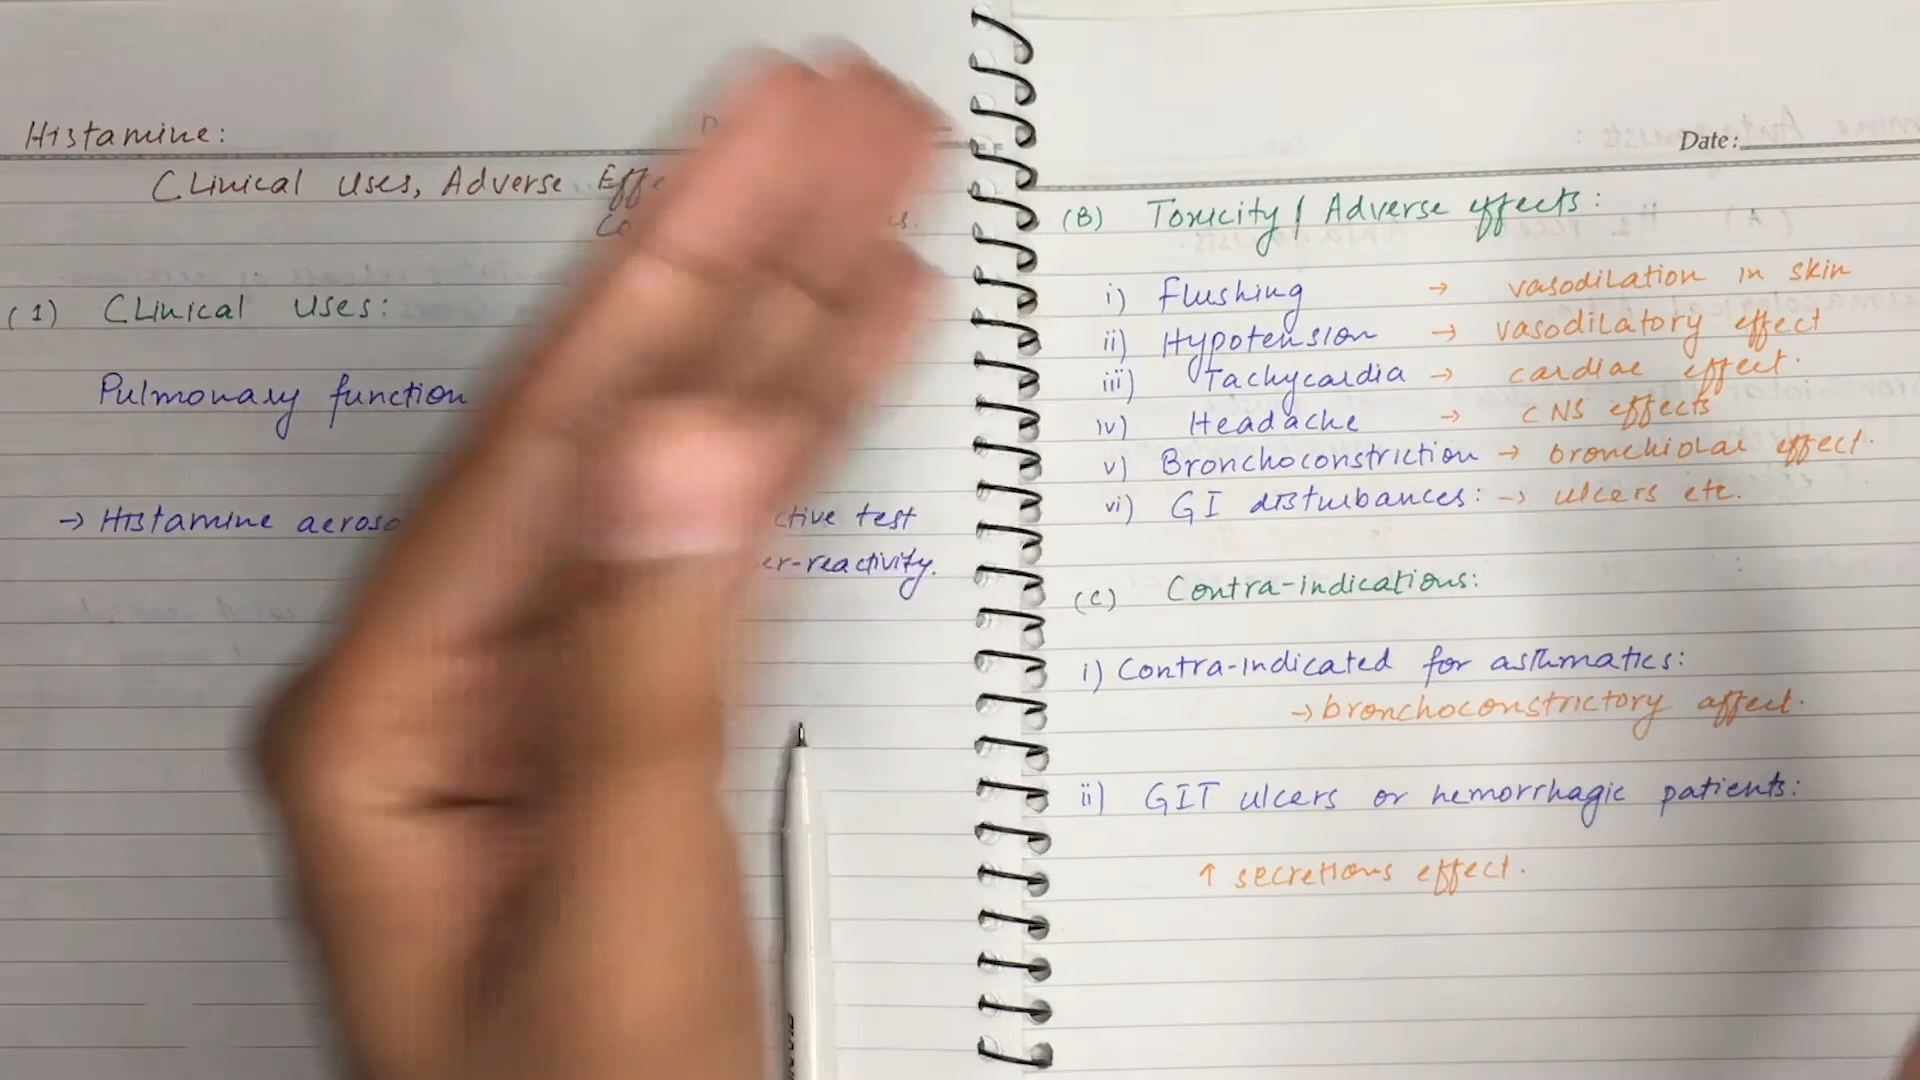 Histamine:
Clinical Uses, Adverse
(1) Clinical Uses:
Pulmonary function
→ Histamine
test
er-reactivity.
Date:
(B) Toxicity/ Adverse effects:
i) Flushing → vasodilation in skin
ii) Hypotension → vasodilatory effect
iii) Tachycardia → cardiac effect.
iv) Headache → CNS effects
v) Bronchoconstriction → bronchiolar effect.
vi) GI disturbances: → ulcers etc.
(C) Contra-indications:
i) Contra-indicated for asthmatics:
→ bronchoconstrictory affect.
ii) GIT ulcers or hemorrhagic patients:
↑ secretions effect.